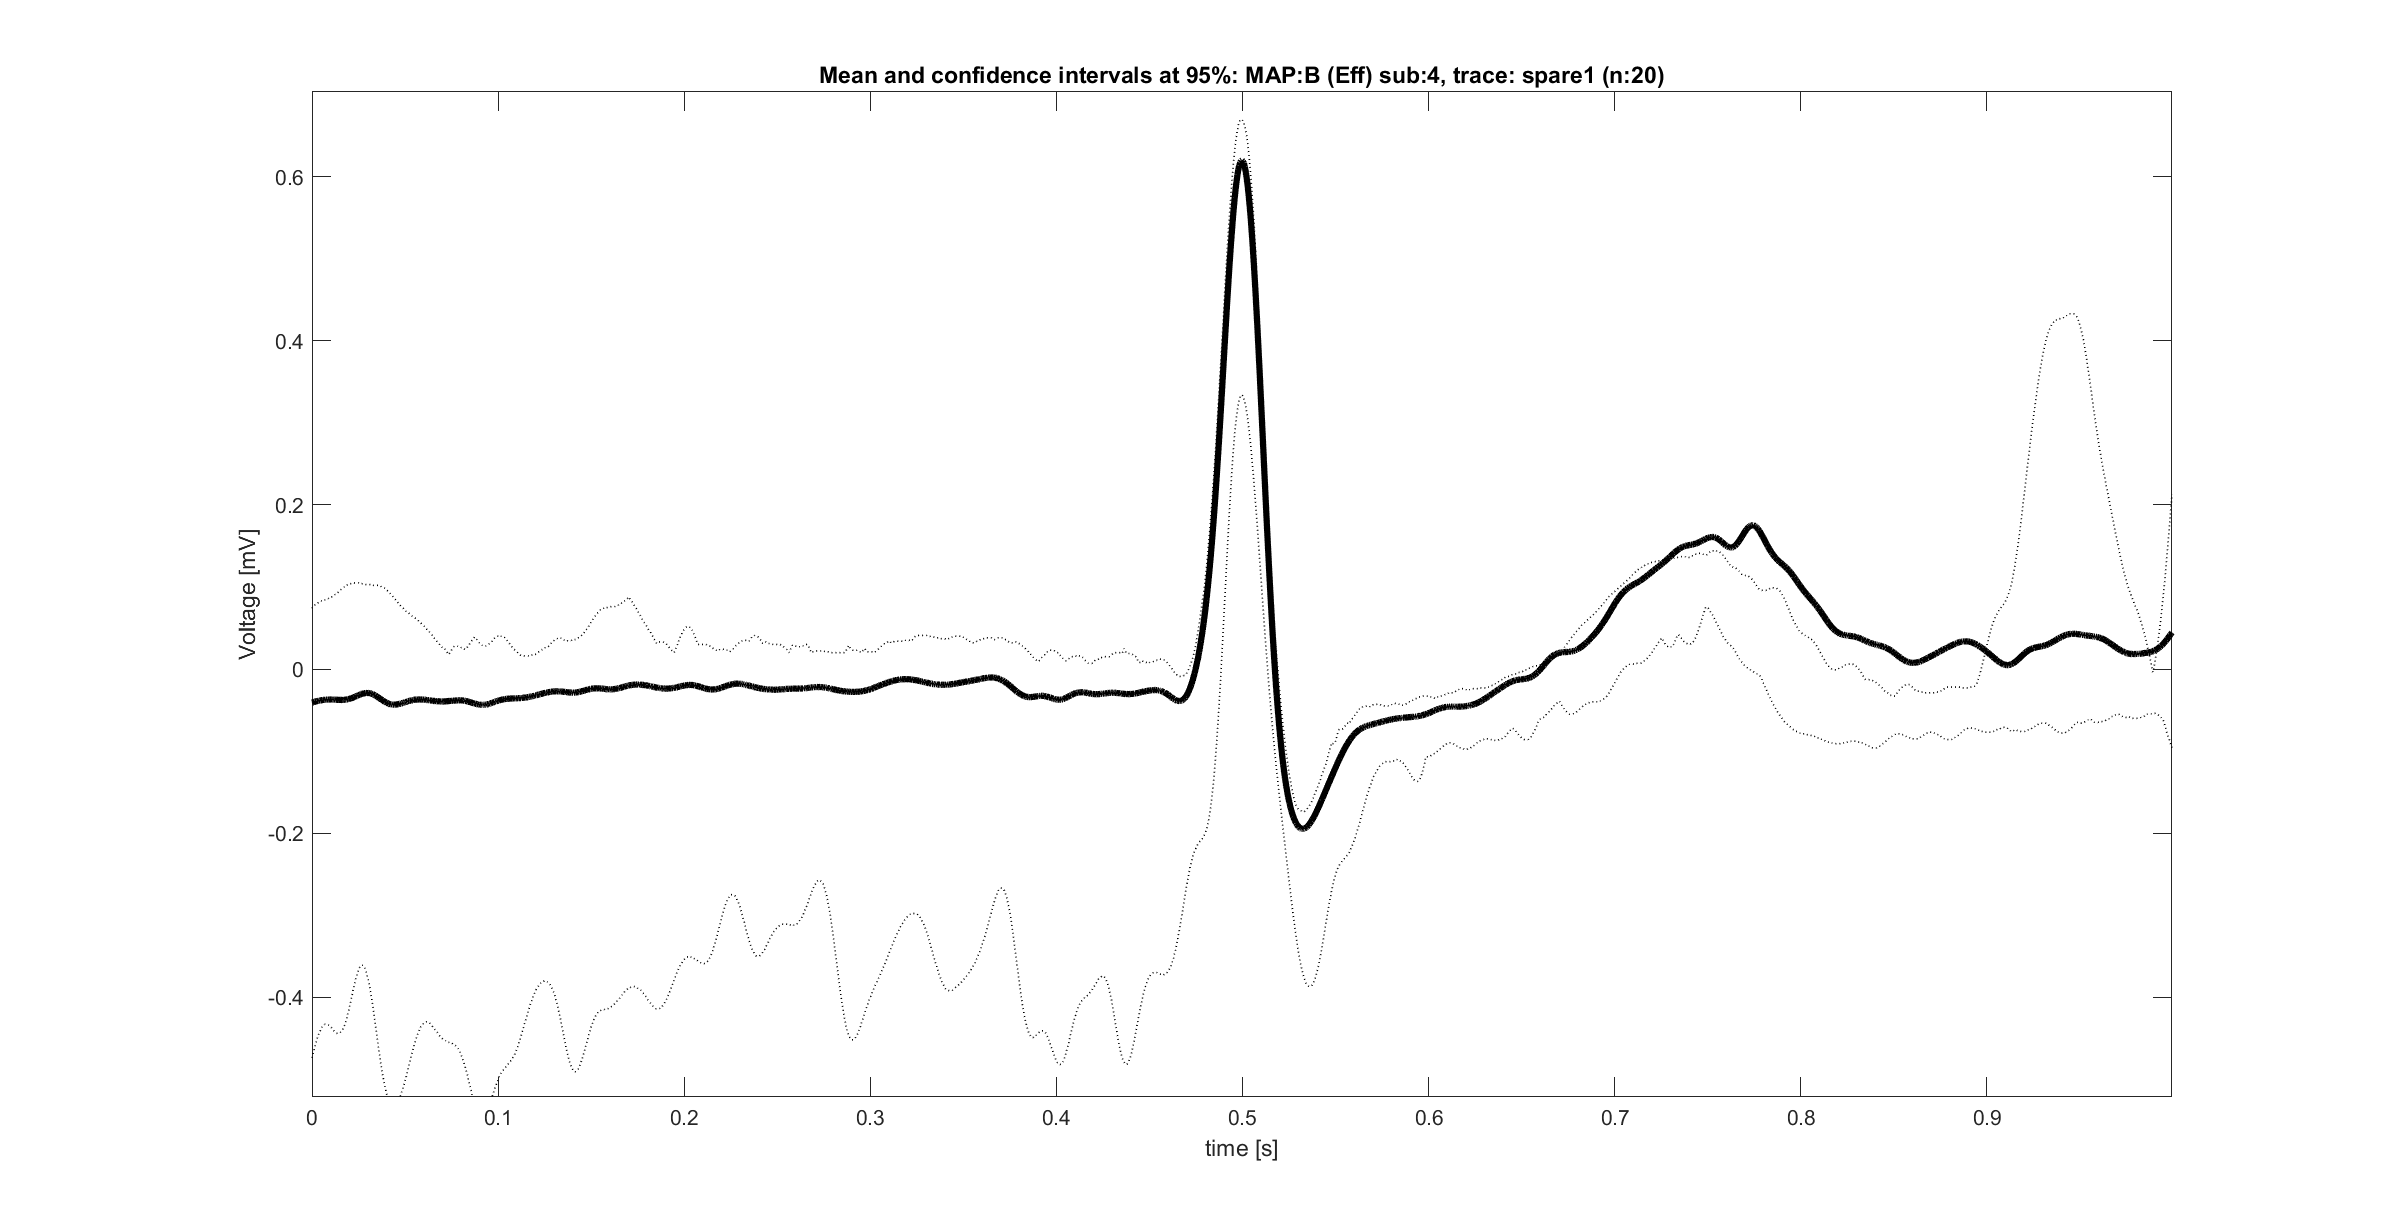 Mean and confidence intervals at 95%: MAP:B (Eff) sub:4, trace: spare1 (n:20)
0.6
0.4
0.2
0
-0.2
-0.4
Voltage [mV]
0 0.1 0.2 0.3 0.4 0.5 0.6 0.7 0.8 0.9
time [s]